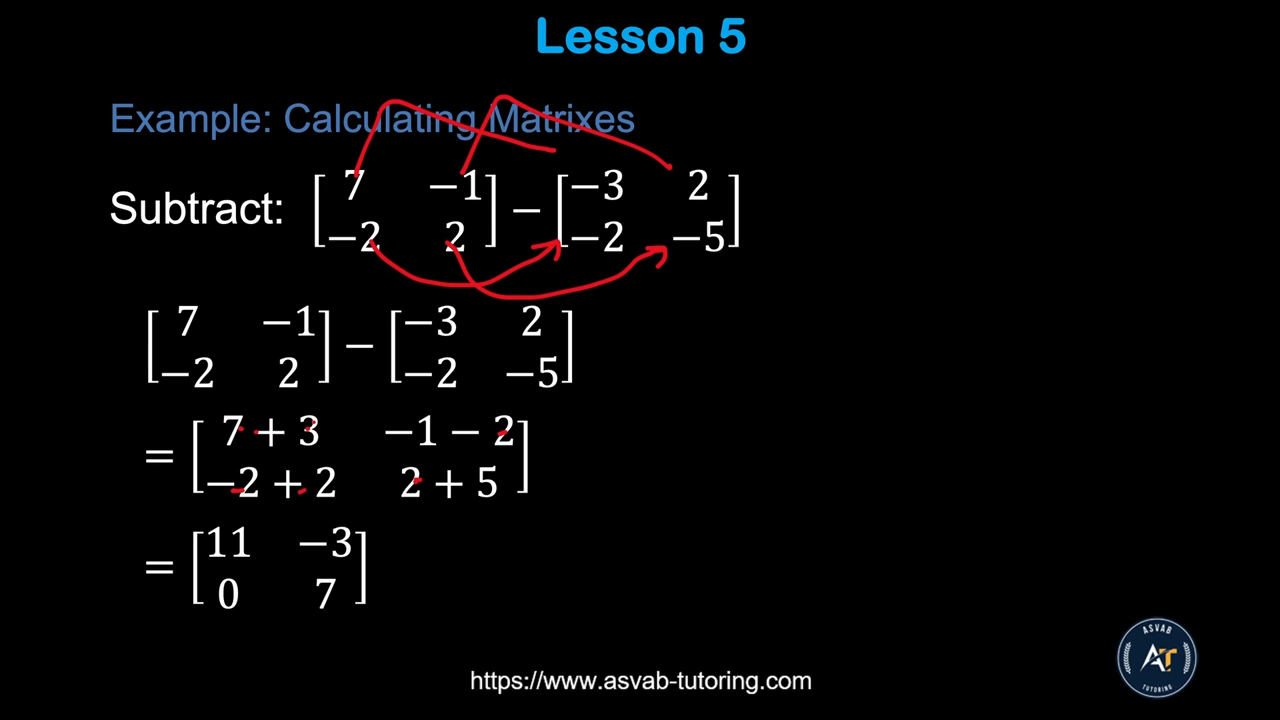 Lesson 5
Example: Calculating Matrixes
Subtract: [7 −1] − [−3 2]
[−2 2] [−2 −5]
[7 −1] − [−3 2]
[−2 2] [−2 −5]
= [7 + 3 −1 − 2]
[−2 + 2 2 + 5]
= [11 −3]
[0 7]
https://www.asvab-tutoring.com
ASVAB
AT
TUTORING